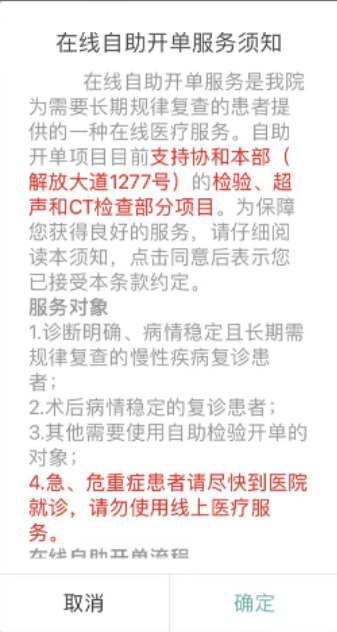 在线自助开单服务须知
在线自助开单服务是我院
为需要长期规律复查的患者提
供的一种在线医疗服务。自助
开单项目目前支持协和本部（
解放大道1277号）的检验、超
声和CT检查部分项目。为保障
您获得良好的服务，请仔细阅
读本须知，点击同意后表示您
已接受本条款约定。
服务对象
1.诊断明确、病情稳定且长期需
规律复查的慢性疾病复诊患
者；
2.术后病情稳定的复诊患者；
3.其他需要使用自助检验开单的
对象；
4.急、危重症患者请尽快到医院
就诊，请勿使用线上医疗服
务。
在线自助开单流程
取消
确定